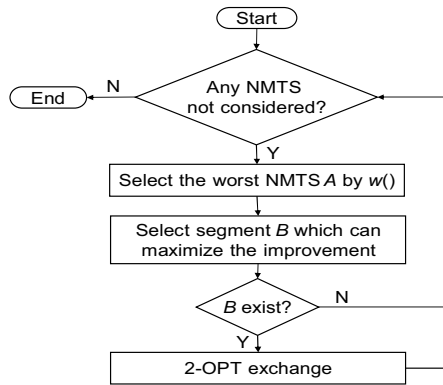 Start
Any NMTS
not considered?
N
End
Y
Select the worst NMTS A by w()
Select segment B which can
maximize the improvement
B exist?
N
Y
2-OPT exchange